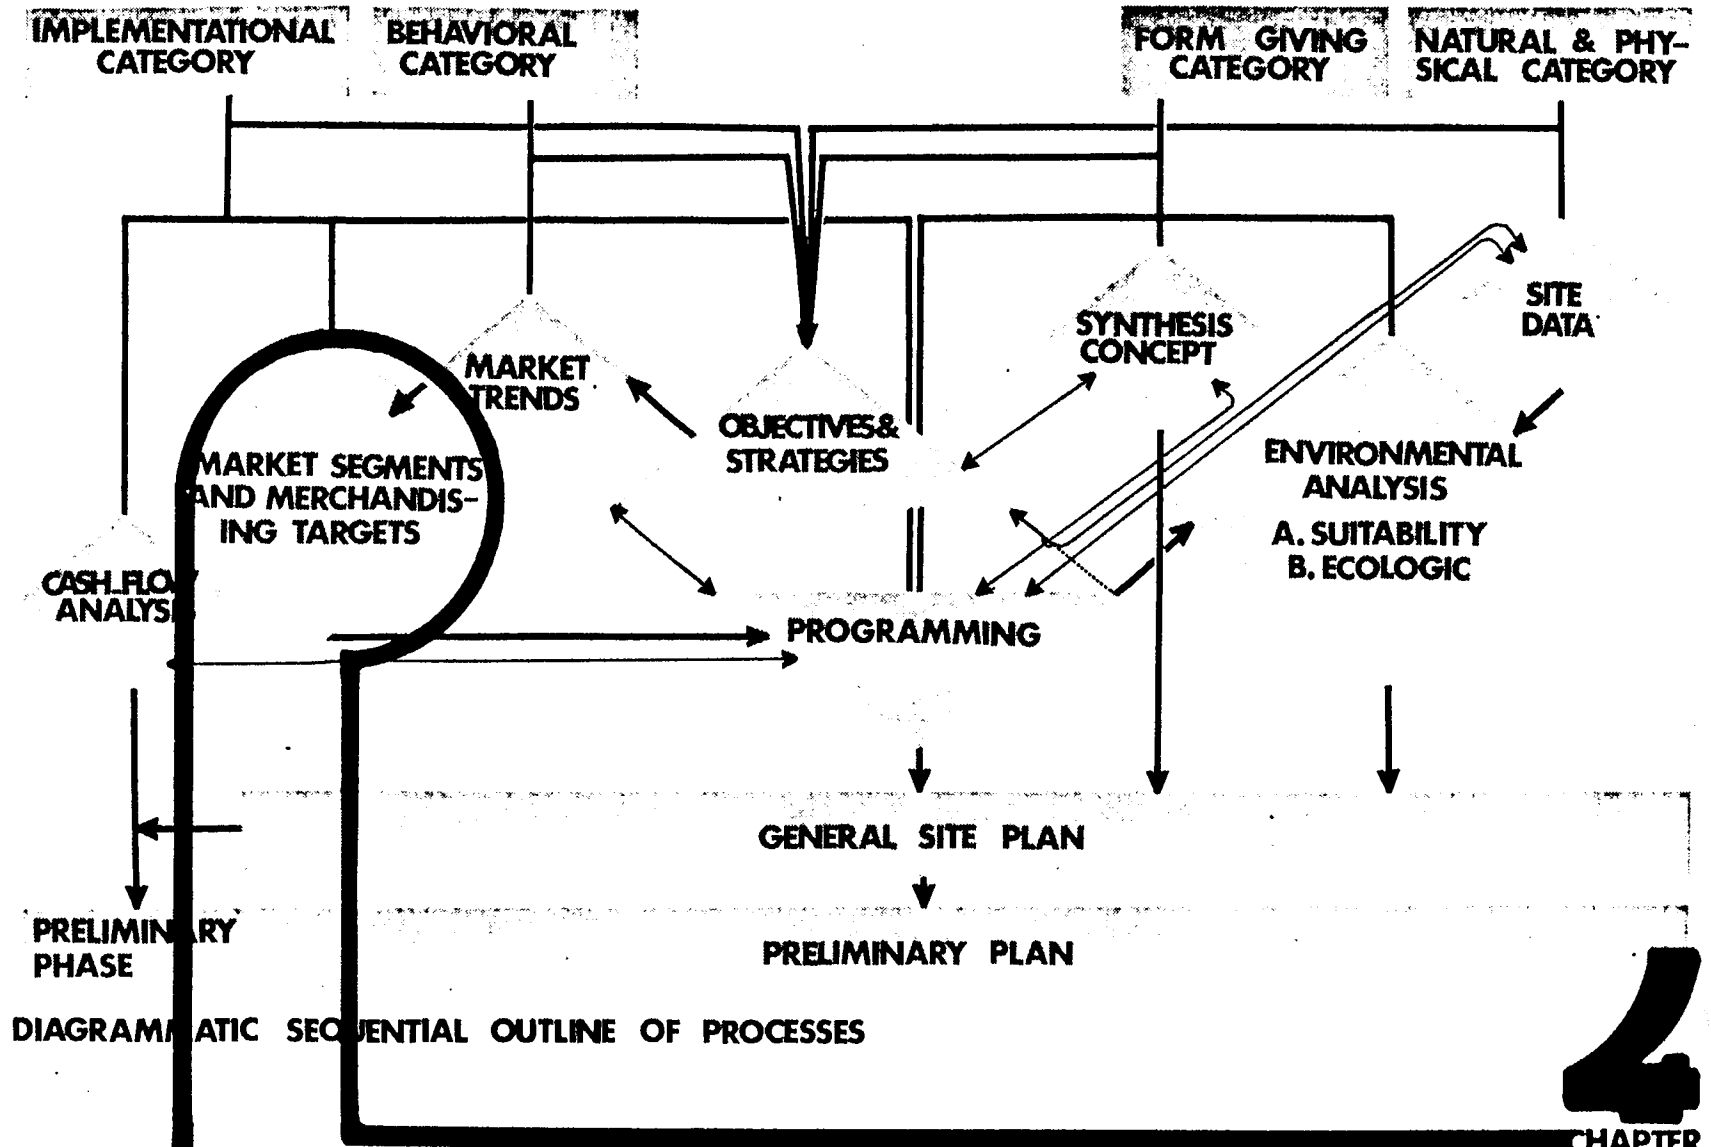 IMPLEMENTATIONAL
CATEGORY
BEHAVIORAL
CATEGORY
FORM GIVING
CATEGORY
NATURAL & PHY-
SICAL CATEGORY
SITE
DATA
SYNTHESIS
CONCEPT
MARKET
TRENDS
OBJECTIVES &
STRATEGIES
ENVIRONMENTAL
ANALYSIS
A. SUITABILITY
B. ECOLOGIC
MARKET SEGMENTS
AND MERCHANDIS-
ING TARGETS
CASH FLOW
ANALYSIS
PROGRAMMING
GENERAL SITE PLAN
PRELIMINARY
PHASE
PRELIMINARY PLAN
DIAGRAMMATIC SEQUENTIAL OUTLINE OF PROCESSES
4
CHAPTER